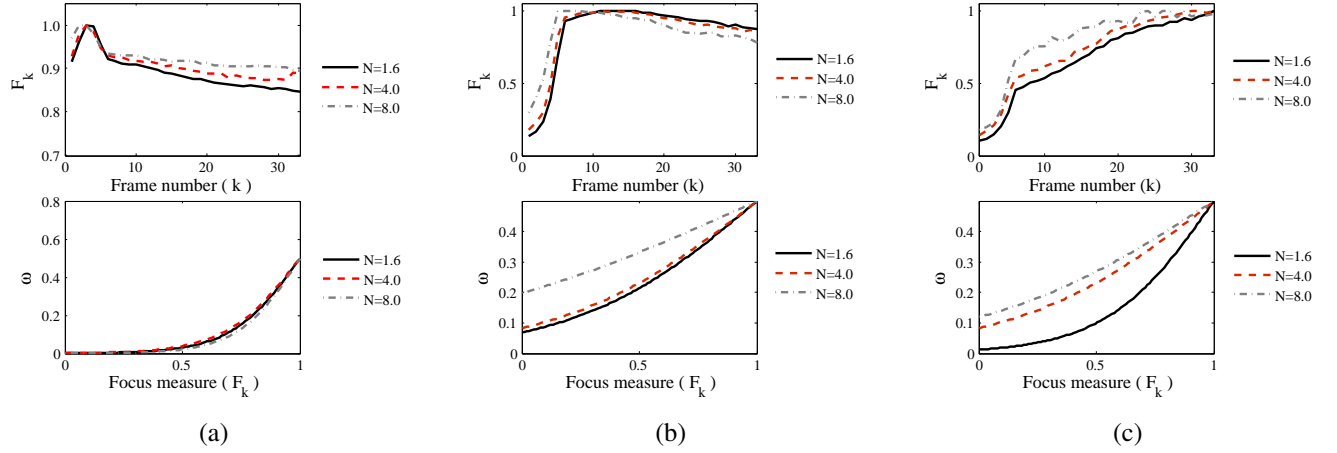 1.0
1.0
0.9
0.8
0.7
F_k
0 10 20 30
Frame number ( k )
N=1.6
N=4.0
N=8.0
1
0.5
1
F_k
0 10 20 30
Frame number (k)
N=1.6
N=4.0
N=8.0
1
0.5
1
F_k
0 10 20 30
Frame number (k)
N=1.6
N=4.0
N=8.0
0.8
0.6
0.4
0.2
0
ω
0 0.5 1
Focus measure ( F_k )
N=1.6
N=4.0
N=8.0
0.4
0.3
0.2
0.1
0
ω
0 0.5 1
Focus measure ( F_k )
N=1.6
N=4.0
N=8.0
0.4
0.3
0.2
0.1
0
ω
0 0.5 1
Focus measure ( F_k )
N=1.6
N=4.0
N=8.0
(a) (b) (c)